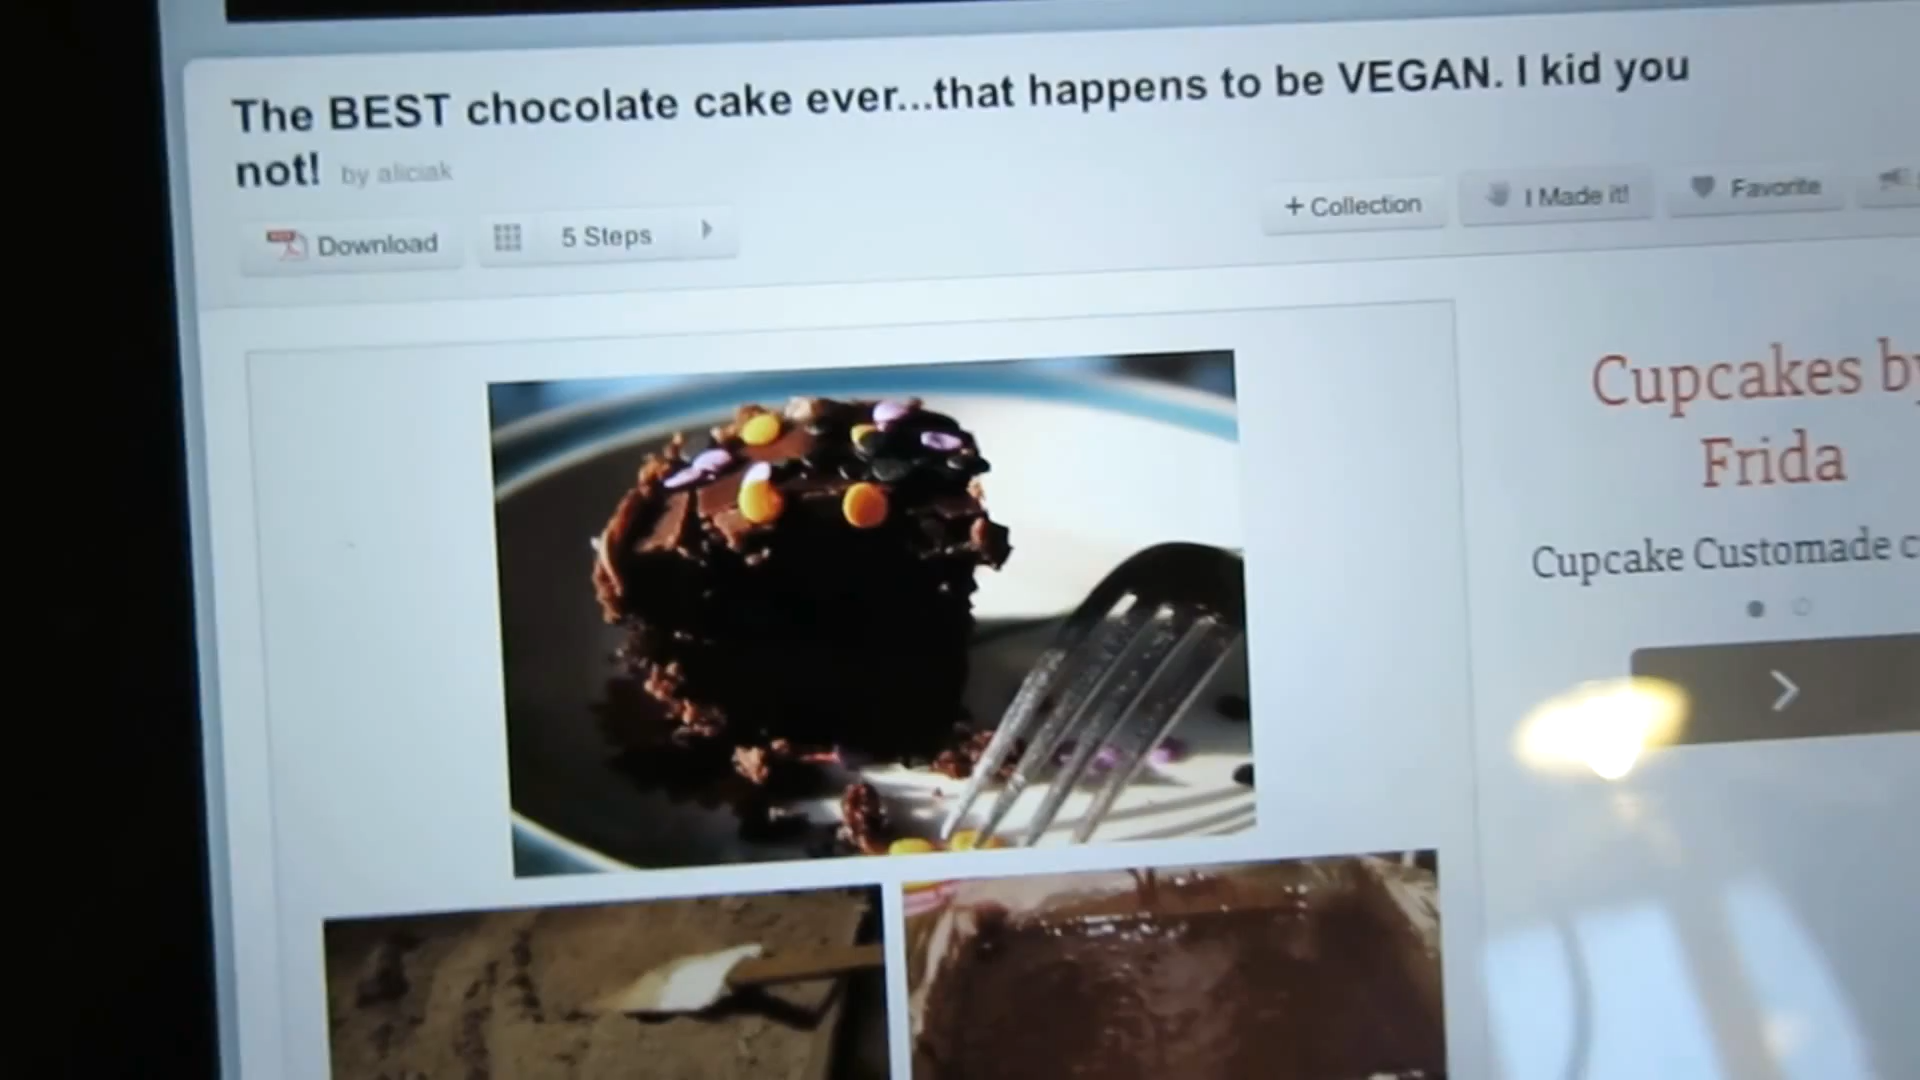 The BEST chocolate cake ever...that happens to be VEGAN. I kid you
not! by aliciak
Download
5 Steps
+ Collection
I Made it!
Favorite
Cupcakes by
Frida
Cupcake Customade